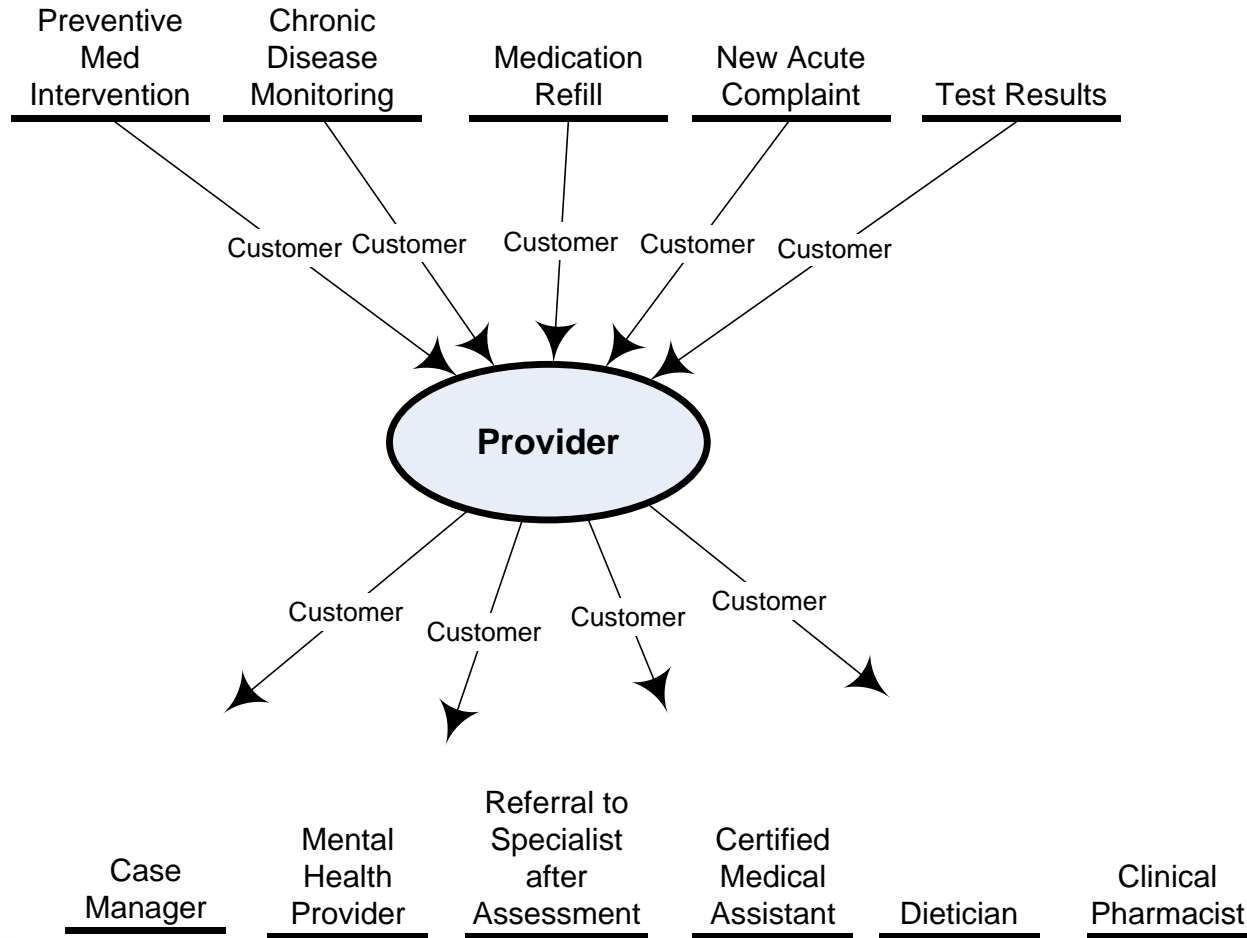 Preventive
Med
Intervention
Chronic
Disease
Monitoring
Medication
Refill
New Acute
Complaint
Test Results
Customer
Customer
Customer
Customer
Customer
Provider
Customer
Customer
Customer
Customer
Case
Manager
Mental
Health
Provider
Referral to
Specialist
after
Assessment
Certified
Medical
Assistant
Dietician
Clinical
Pharmacist